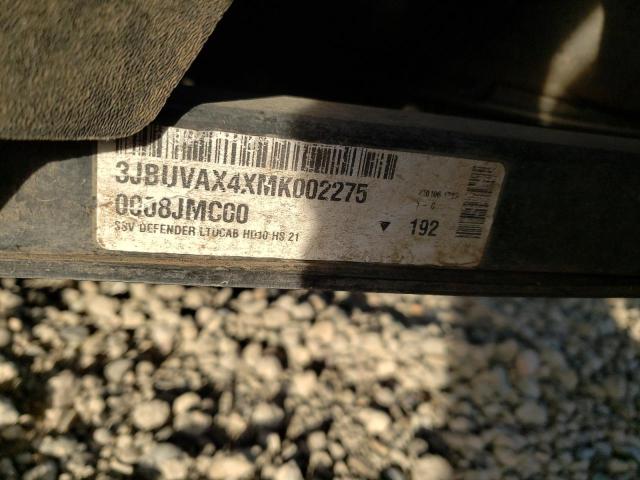 3JBUVAX4XMK002275
0008JMC00
192
SSV DEFENDER LTDCAB HD10 HS 21